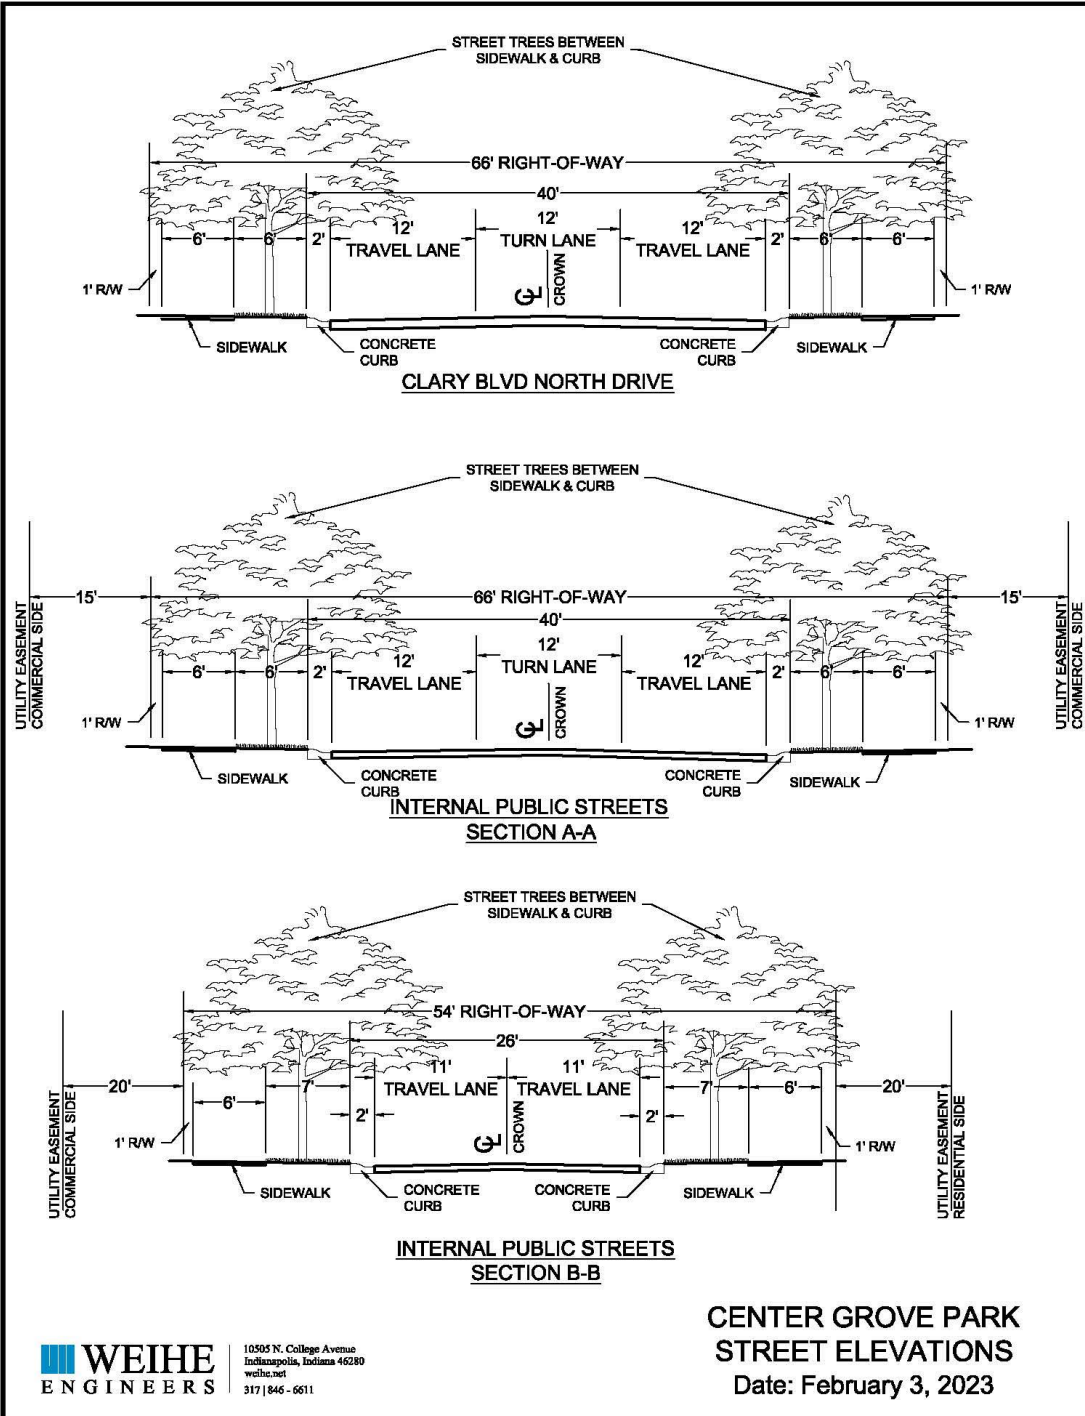 STREET TREES BETWEEN
SIDEWALK & CURB
66' RIGHT-OF-WAY
40'
12'
6' 6' 2' 12' TURN LANE 12' 2' 6' 6'
TRAVEL LANE TRAVEL LANE
CL CROWN
1' R/W 1' R/W
SIDEWALK CONCRETE CURB CONCRETE CURB SIDEWALK
CLARY BLVD NORTH DRIVE
STREET TREES BETWEEN
SIDEWALK & CURB
15' 66' RIGHT-OF-WAY 15'
40'
12'
6' 6' 2' 12' TURN LANE 12' 2' 6' 6'
TRAVEL LANE TRAVEL LANE
UTILITY EASEMENT
COMMERCIAL SIDE
1' R/W
CL CROWN
1' R/W
UTILITY EASEMENT
COMMERCIAL SIDE
SIDEWALK CONCRETE CURB CONCRETE CURB SIDEWALK
INTERNAL PUBLIC STREETS
SECTION A-A
STREET TREES BETWEEN
SIDEWALK & CURB
54' RIGHT-OF-WAY
26'
11' 11'
20' 7' TRAVEL LANE TRAVEL LANE 7' 6' 20'
6' 2' 2'
UTILITY EASEMENT
COMMERCIAL SIDE
1' R/W
CL CROWN
1' R/W
UTILITY EASEMENT
RESIDENTIAL SIDE
SIDEWALK CONCRETE CURB CONCRETE CURB SIDEWALK
INTERNAL PUBLIC STREETS
SECTION B-B
CENTER GROVE PARK
STREET ELEVATIONS
Date: February 3, 2023
WEIHE
ENGINEERS
10505 N. College Avenue
Indianapolis, Indiana 46280
weihe.net
317 | 846 - 6611